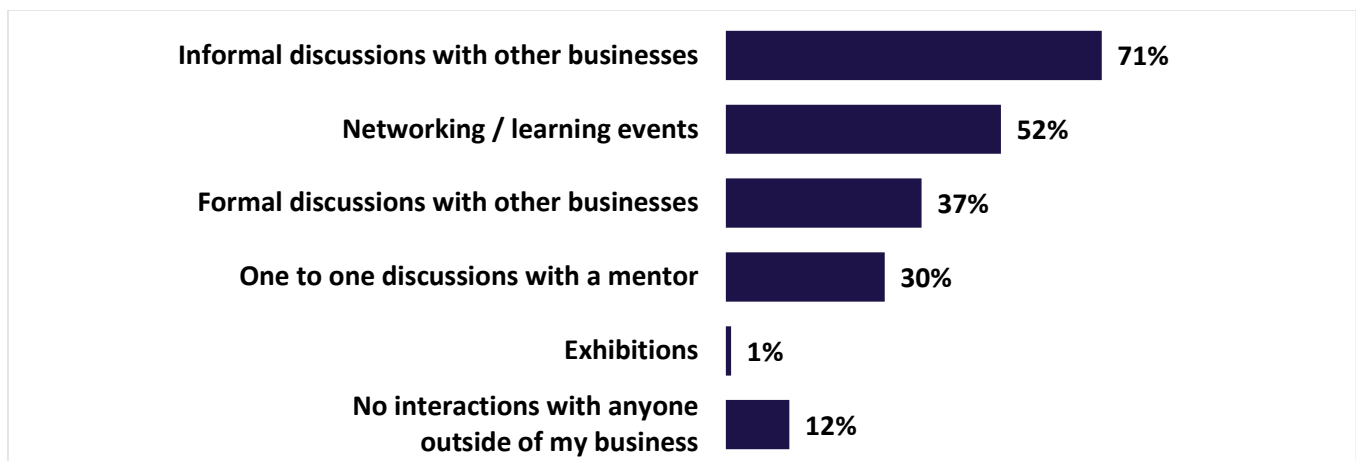 Informal discussions with other businesses 71%
Networking / learning events 52%
Formal discussions with other businesses 37%
One to one discussions with a mentor 30%
Exhibitions 1%
No interactions with anyone
outside of my business 12%